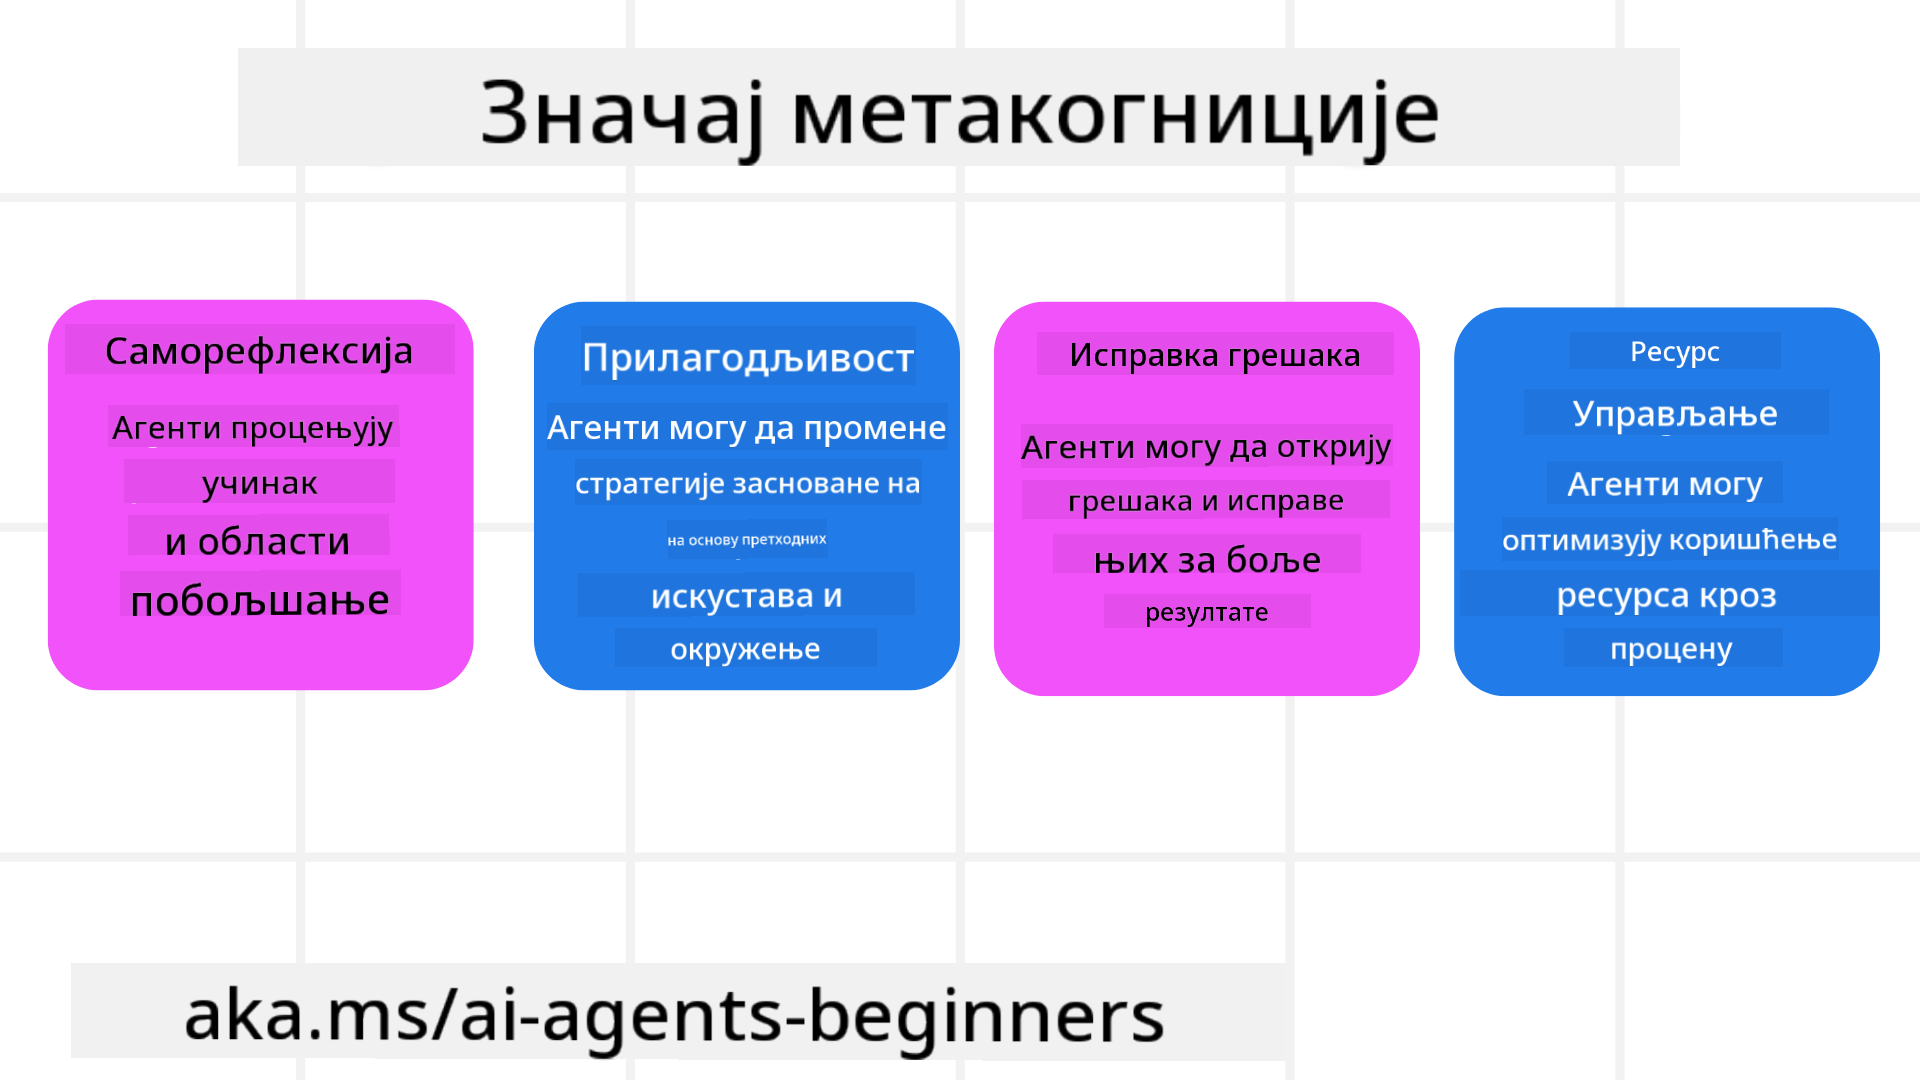 Значај метакогниције
Саморефлексија
Агенти процењују
учинак
и области
побољшање
Прилагодљивост
Агенти могу да промене
стратегије засноване на
на основу претходних
искустава и
окружење
Исправка грешака
Агенти могу да открију
грешака и исправе
њих за боље
резултате
Ресурс
Управљање
Агенти могу
оптимизују коришћење
ресурса кроз
процену
aka.ms/ai-agents-beginners